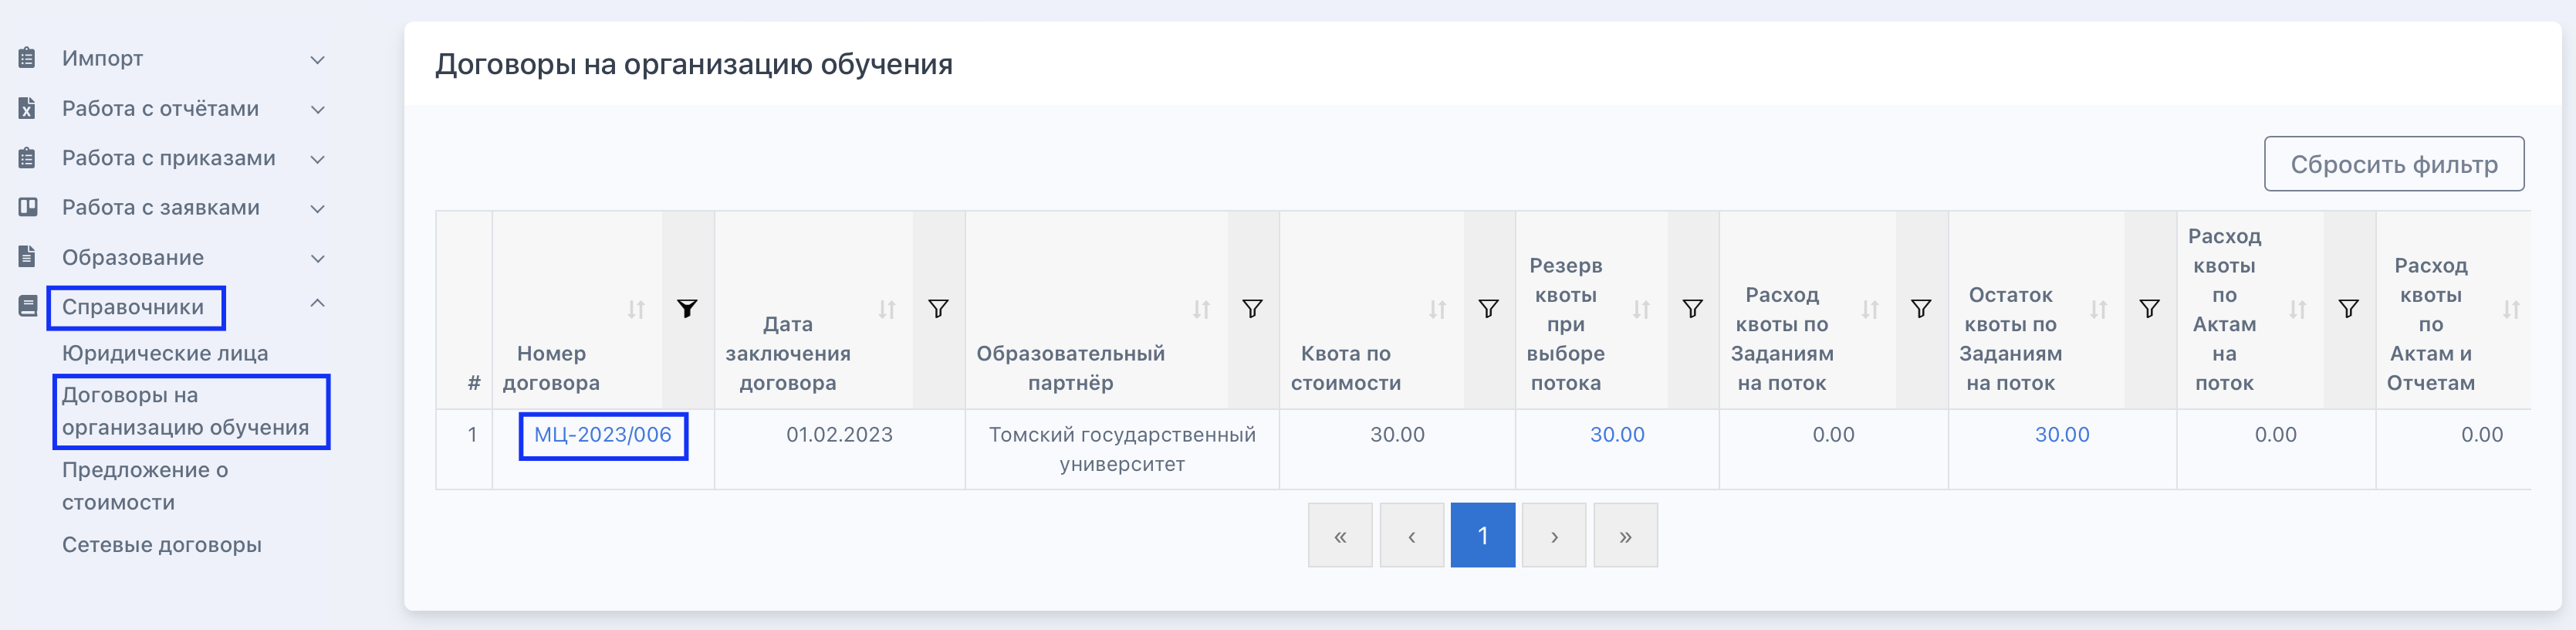 Импорт
Работа с отчётами
Работа с приказами
Работа с заявками
Образование
Справочники
Юридические лица
Договоры на
организацию обучения
Предложение о
стоимости
Сетевые договоры
Договоры на организацию обучения
Сбросить фильтр
#
Номер
договора
Дата
заключения
договора
Образовательный
партнёр
Квота по
стоимости
Резерв
квоты
при
выборе
потока
Расход
квоты по
Заданиям
на поток
Остаток
квоты по
Заданиям
на поток
Расход
квоты
по
Актам
на
поток
Расход
квоты
по
Актам и
Отчетам
1
МЦ-2023/006
01.02.2023
Томский государственный
университет
30.00
30.00
0.00
30.00
0.00
0.00
« ‹ 1 › »